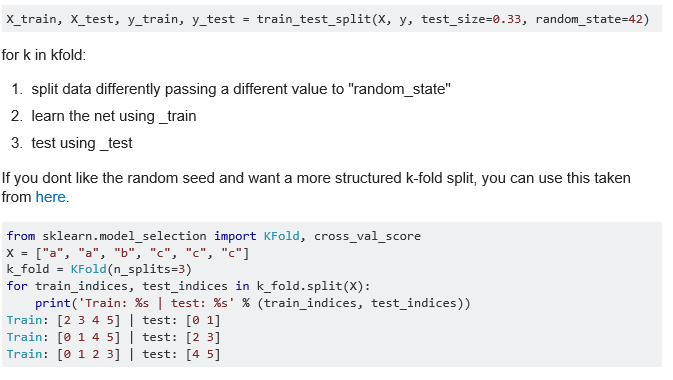 X_train, X_test, y_train, y_test = train_test_split(X, y, test_size=0.33, random_state=42)
for k in kfold:
1. split data differently passing a different value to "random_state"
2. learn the net using _train
3. test using _test
If you dont like the random seed and want a more structured k-fold split, you can use this taken
from here.
from sklearn.model_selection import KFold, cross_val_score
X = ["a", "a", "b", "c", "c", "c"]
k_fold = KFold(n_splits=3)
for train_indices, test_indices in k_fold.split(X):
    print('Train: %s | test: %s' % (train_indices, test_indices))
Train: [2 3 4 5] | test: [0 1]
Train: [0 1 4 5] | test: [2 3]
Train: [0 1 2 3] | test: [4 5]